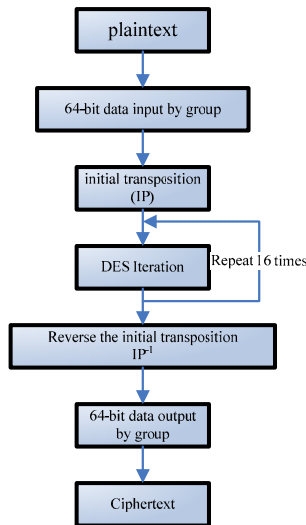 plaintext
64-bit data input by group
initial transposition
(IP)
DES Iteration
Repeat 16 times
Reverse the initial transposition
IP⁻¹
64-bit data output
by group
Ciphertext